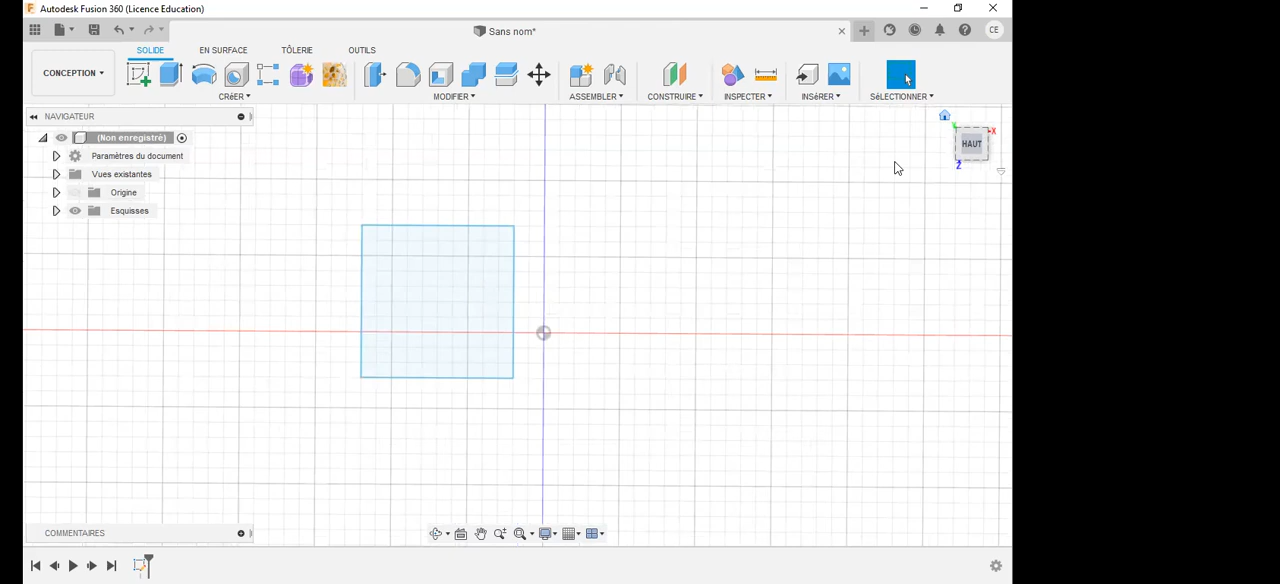 Autodesk Fusion 360 (Licence Education)
Sans nom*
CE
SOLIDE EN SURFACE TÔLERIE OUTILS
CONCEPTION
CRÉER MODIFIER ASSEMBLER CONSTRUIRE INSPECTER INSÉRER SÉLECTIONNER
NAVIGATEUR
(Non enregistré)
Paramètres du document
Vues existantes
Origine
Esquisses
HAUT
X
Z
COMMENTAIRES